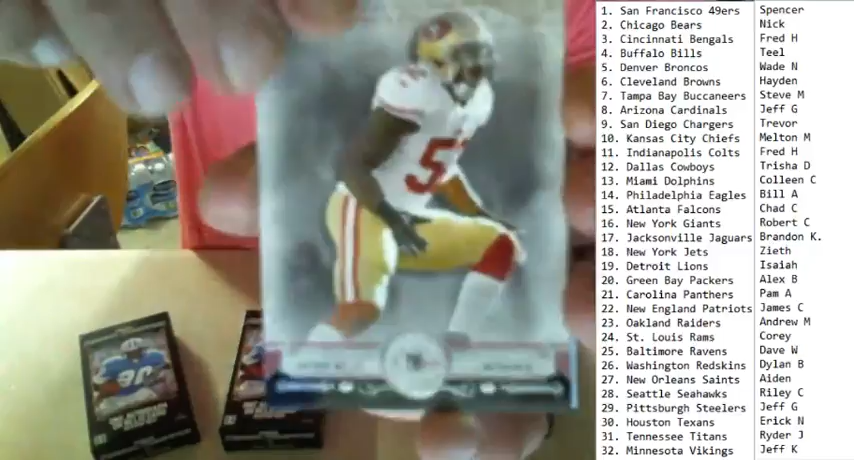 1. San Francisco 49ers Spencer
2. Chicago Bears Nick
3. Cincinnati Bengals Fred H
4. Buffalo Bills Teel
5. Denver Broncos Wade N
6. Cleveland Browns Hayden
7. Tampa Bay Buccaneers Steve M
8. Arizona Cardinals Jeff G
9. San Diego Chargers Trevor
10. Kansas City Chiefs Melton M
11. Indianapolis Colts Fred H
12. Dallas Cowboys Trisha D
13. Miami Dolphins Colleen C
14. Philadelphia Eagles Bill A
15. Atlanta Falcons Chad C
16. New York Giants Robert C
17. Jacksonville Jaguars Brandon K.
18. New York Jets Zieth
19. Detroit Lions Isaiah
20. Green Bay Packers Alex B
21. Carolina Panthers Pam A
22. New England Patriots James C
23. Oakland Raiders Andrew M
24. St. Louis Rams Corey
25. Baltimore Ravens Dave W
26. Washington Redskins Dylan B
27. New Orleans Saints Aiden
28. Seattle Seahawks Riley C
29. Pittsburgh Steelers Jeff G
30. Houston Texans Erick N
31. Tennessee Titans Ryder J
32. Minnesota Vikings Jeff K